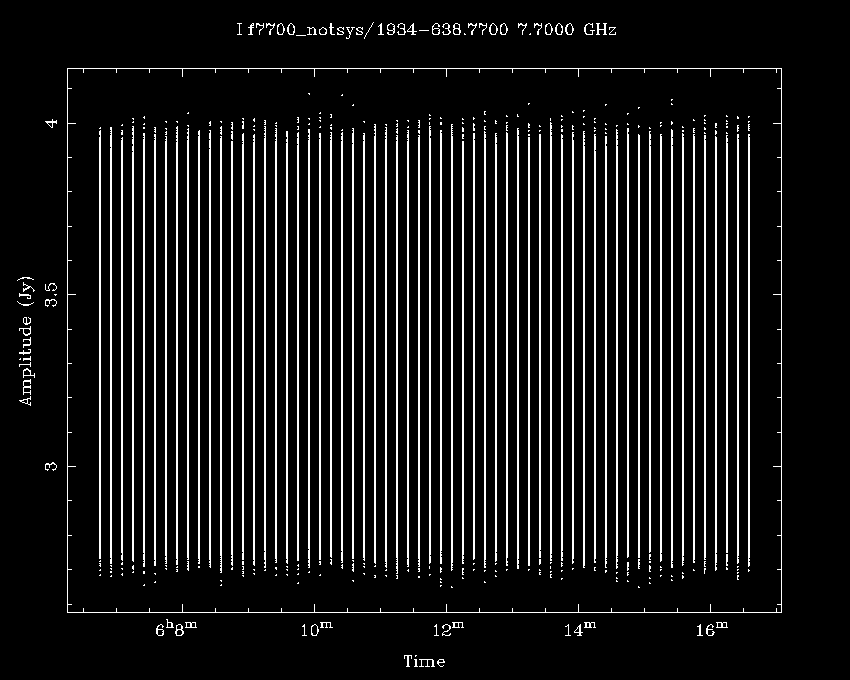 I f7700_notsys/1934−638.7700 7.7000 GHz
4
3.5
3
Amplitude (Jy)
6ʰ8ᵐ 10ᵐ 12ᵐ 14ᵐ 16ᵐ
Time